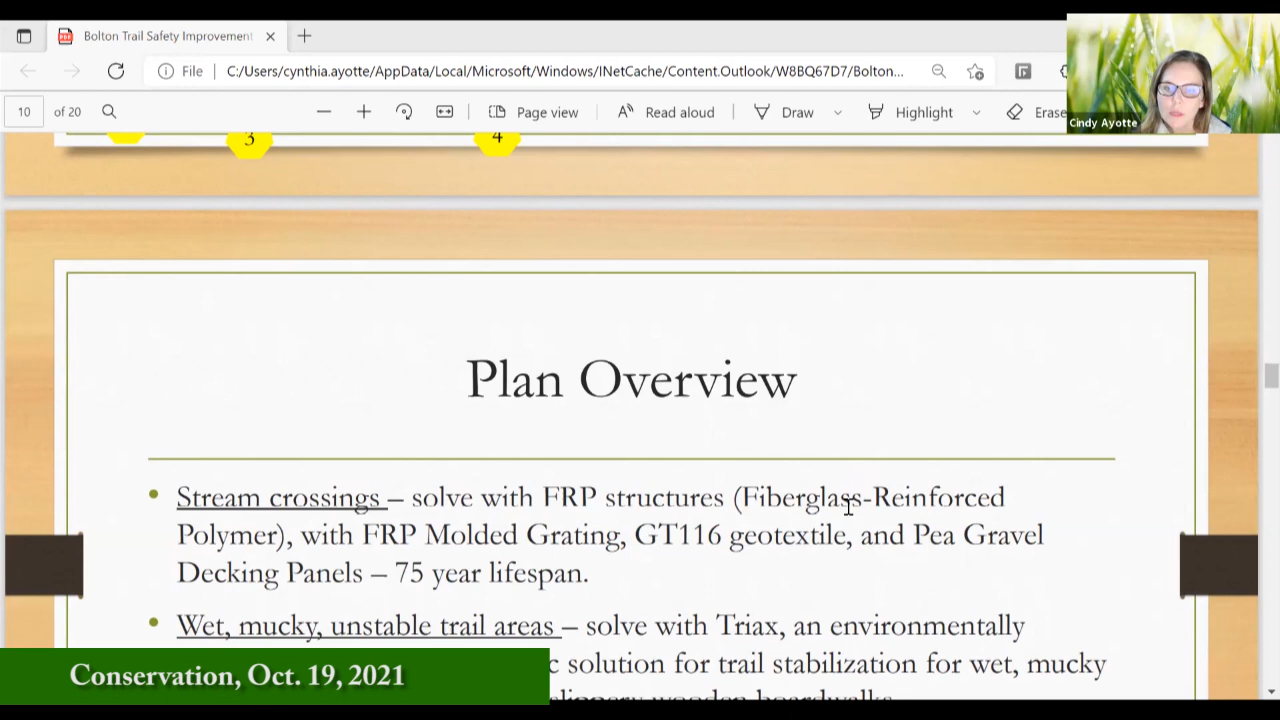 Bolton Trail Safety Improvement
File
C:/Users/cynthia.ayotte/AppData/Local/Microsoft/Windows/INetCache/Content.Outlook/W8BQ67D7/Bolton...
10 of 20
Page view
Read aloud
Draw
Highlight
Erase
Cindy Ayotte
3
4
Plan Overview
• Stream crossings – solve with FRP structures (Fiberglass-Reinforced
Polymer), with FRP Molded Grating, GT116 geotextile, and Pea Gravel
Decking Panels – 75 year lifespan.
• Wet, mucky, unstable trail areas – solve with Triax, an environmentally
c solution for trail stabilization for wet, mucky
slippery wooden boardwalks
Conservation, Oct. 19, 2021